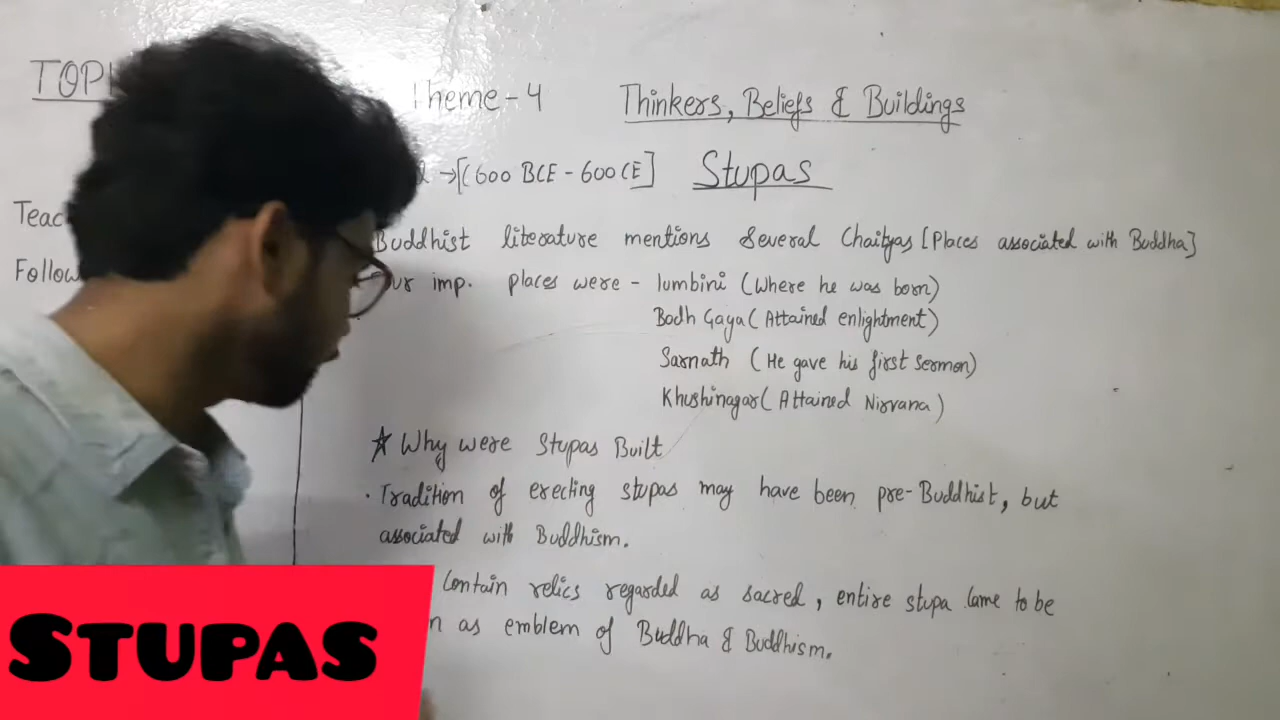 TOPI
Theme-4 Thinkers, Beliefs & Buildings
→[(600 BCE - 600 CE] Stupas
Teac
Buddhist literature mentions Several Chaityas [Places associated with Buddha]
Follow
imp. places were - lumbini (Where he was born)
Bodh Gaya (Attained enlightment)
Sarnath (He gave his first Sermon)
Khushinagar (Attained Nirvana)
★ Why were Stupas Built
· Tradition of erecting stupas may have been pre-Buddhist, but
associated with Buddhism.
Contain relics regarded as sacred, entire stupa came to be
as emblem of Buddha & Buddhism.
STUPAS